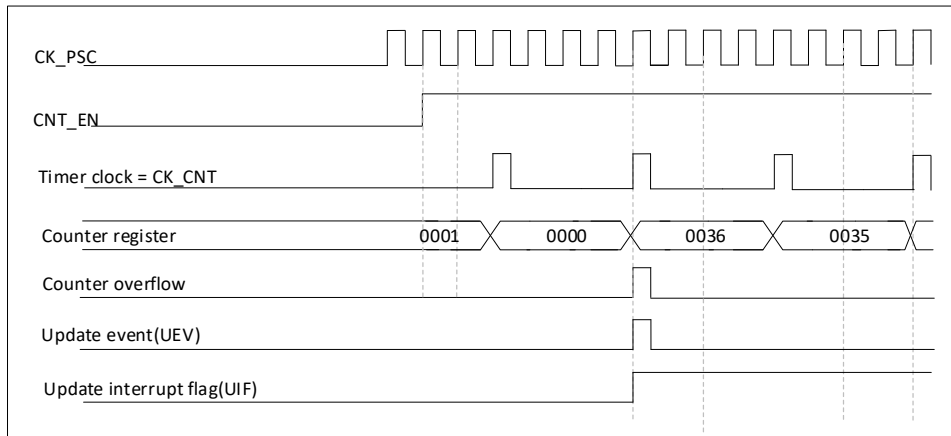 CK_PSC
CNT_EN
Timer clock = CK_CNT
Counter register 0001 0000 0036 0035
Counter overflow
Update event(UEV)
Update interrupt flag(UIF)